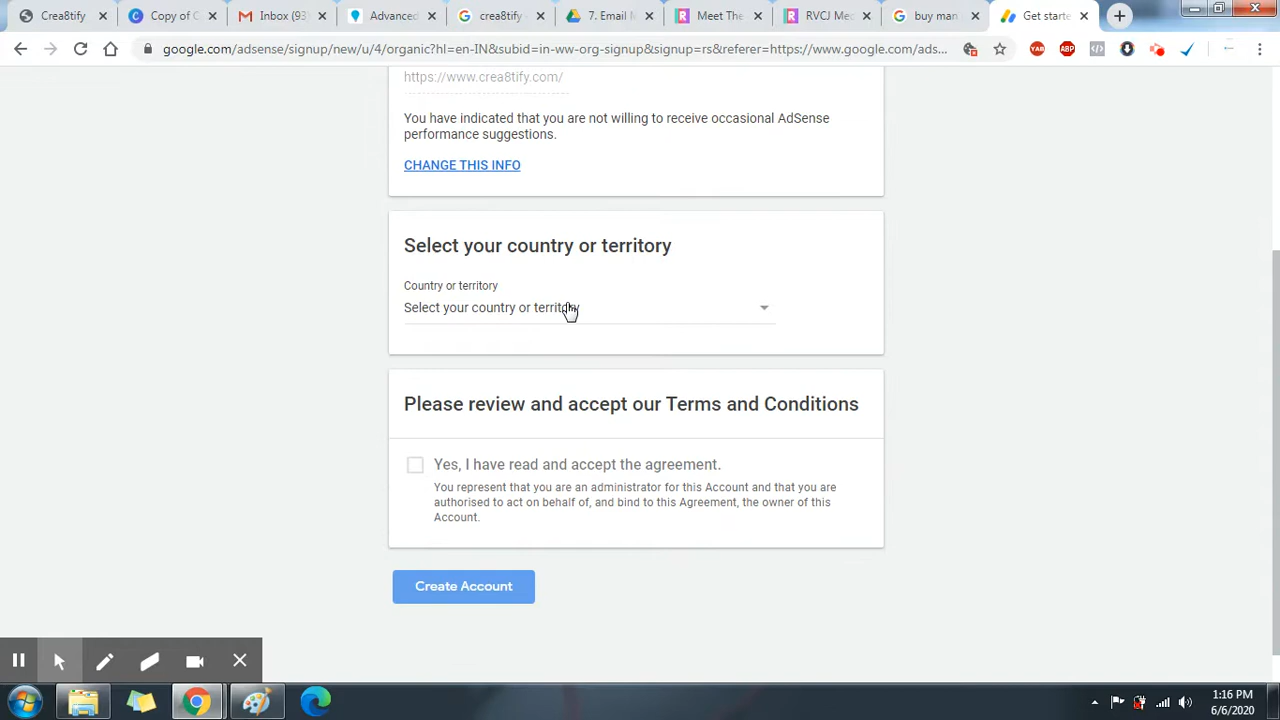 Crea8tify
Copy of C
Inbox (93
Advanced
crea8tify
7. Email I
Meet The
RVCJ Med
buy man
Get starte
google.com/adsense/signup/new/u/4/organic?hl=en-IN&subid=in-ww-org-signup&signup=rs&referer=https://www.google.com/ads...
https://www.crea8tify.com/
You have indicated that you are not willing to receive occasional AdSense
performance suggestions.
CHANGE THIS INFO
Select your country or territory
Country or territory
Select your country or territory
Please review and accept our Terms and Conditions
Yes, I have read and accept the agreement.
You represent that you are an administrator for this Account and that you are
authorised to act on behalf of, and bind to this Agreement, the owner of this
Account.
Create Account
1:16 PM
6/6/2020